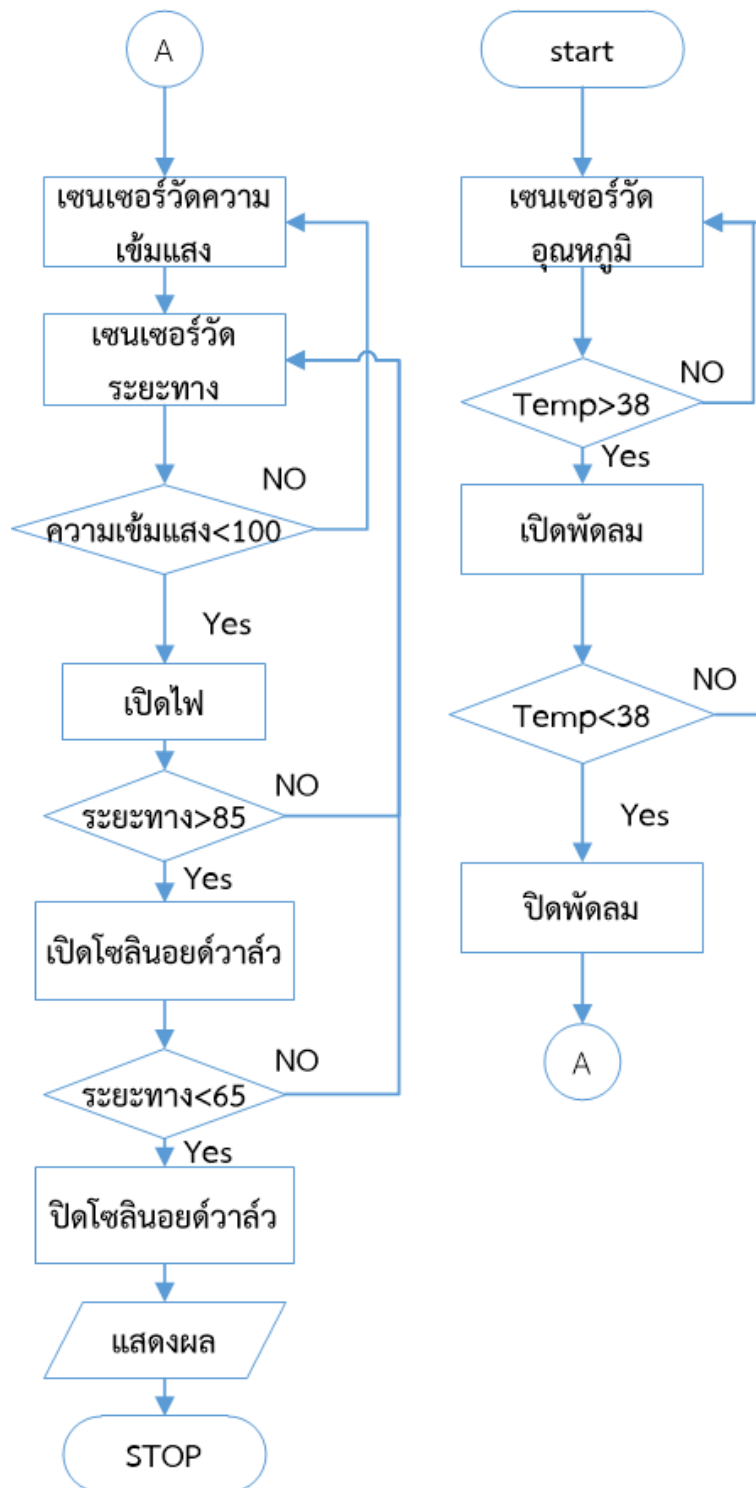 A
เซนเซอร์วัดความ
เข้มแสง
เซนเซอร์วัด
ระยะทาง
NO
ความเข้มแสง<100
Yes
เปิดไฟ
NO
ระยะทาง>85
Yes
เปิดโซลินอยด์วาล์ว
NO
ระยะทาง<65
Yes
ปิดโซลินอยด์วาล์ว
แสดงผล
STOP
start
เซนเซอร์วัด
อุณหภูมิ
NO
Temp>38
Yes
เปิดพัดลม
NO
Temp<38
Yes
ปิดพัดลม
A